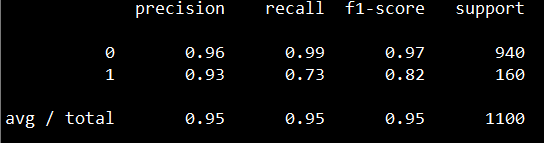 precision recall f1-score support
0 0.96 0.99 0.97 940
1 0.93 0.73 0.82 160
avg / total 0.95 0.95 0.95 1100